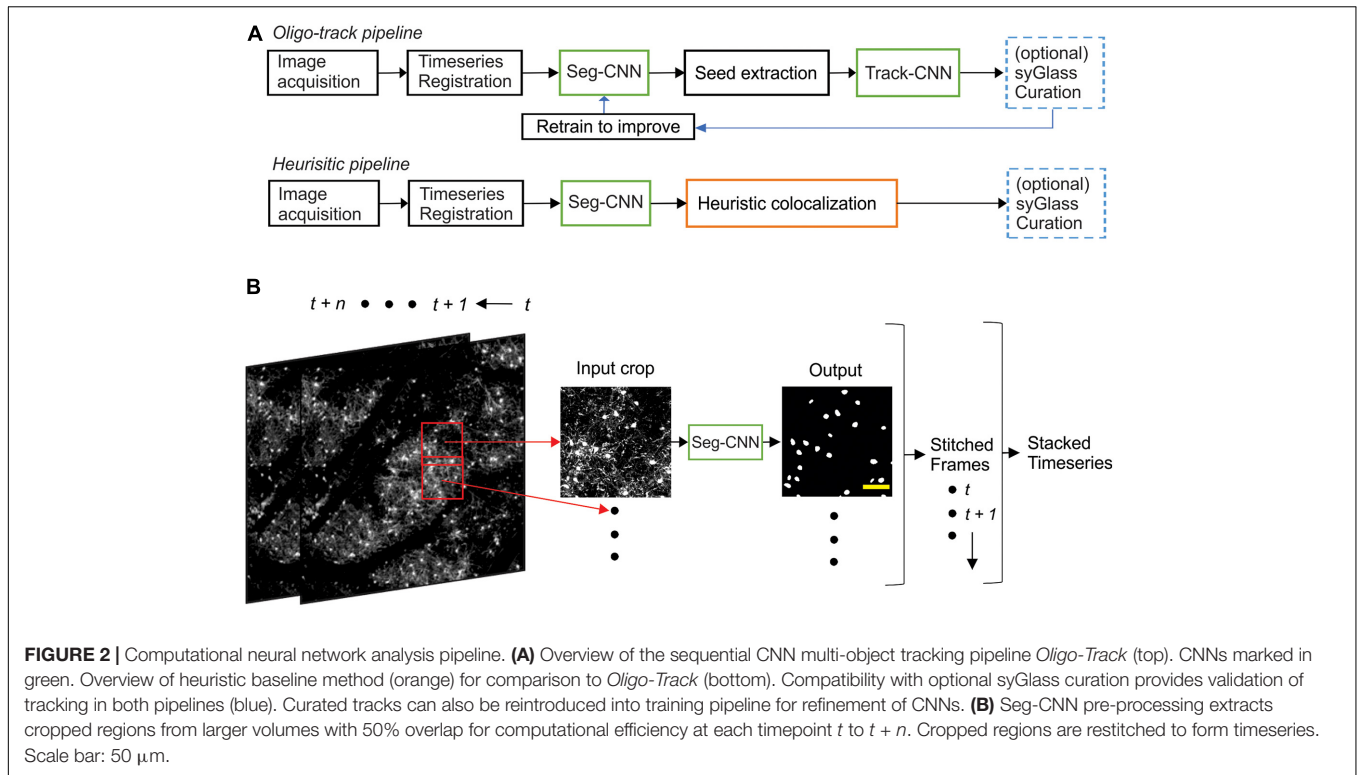 A
Oligo-track pipeline
Image
acquisition
Timeseries
Registration
Seg-CNN
Seed extraction
Track-CNN
(optional)
syGlass
Curation
Retrain to improve
Heurisitic pipeline
Image
acquisition
Timeseries
Registration
Seg-CNN
Heuristic colocalization
(optional)
syGlass
Curation
B
t + n
t + 1
t
Input crop
Seg-CNN
Output
Stitched
Frames
t
t + 1
Stacked
Timeseries
FIGURE 2 | Computational neural network analysis pipeline. (A) Overview of the sequential CNN multi-object tracking pipeline Oligo-Track (top). CNNs marked in
green. Overview of heuristic baseline method (orange) for comparison to Oligo-Track (bottom). Compatibility with optional syGlass curation provides validation of
tracking in both pipelines (blue). Curated tracks can also be reintroduced into training pipeline for refinement of CNNs. (B) Seg-CNN pre-processing extracts
cropped regions from larger volumes with 50% overlap for computational efficiency at each timepoint t to t + n. Cropped regions are restitched to form timeseries.
Scale bar: 50 μm.